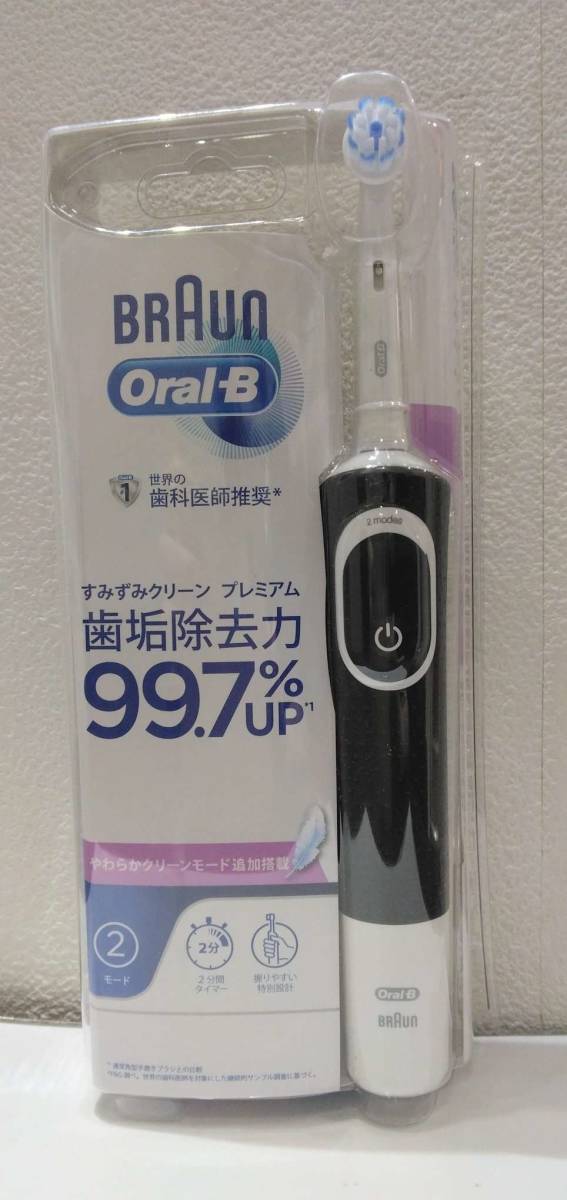 BRAUN
Oral-B
1
世界の
歯科医師推奨*
すみずみクリーン プレミアム
歯垢除去力
99.7%
UP*1
やわらかクリーンモード追加搭載
2
モード
2分
2分間
タイマー
握りやすい
特別設計
2 modes
Oral-B
Oral-B
BRAUN